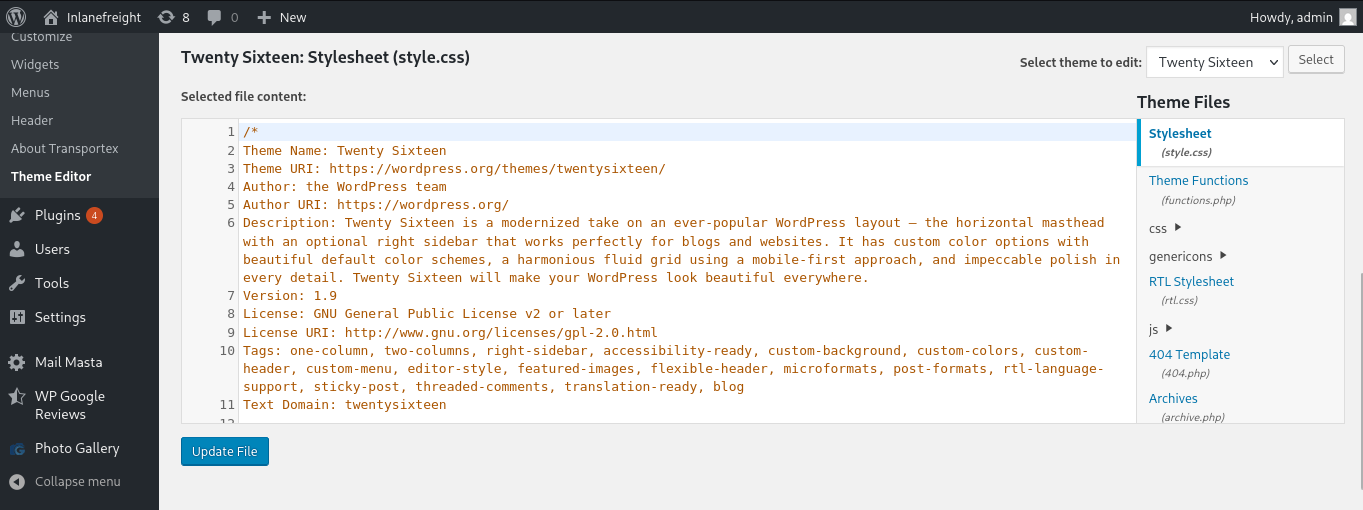 Inlanefreight 8 0 New Howdy, admin
Customize
Widgets
Menus
Header
About Transportex
Theme Editor
Plugins 4
Users
Tools
Settings
Mail Masta
WP Google
Reviews
Photo Gallery
Collapse menu
Twenty Sixteen: Stylesheet (style.css)
Select theme to edit: Twenty Sixteen Select
Selected file content:
1 /*
2 Theme Name: Twenty Sixteen
3 Theme URI: https://wordpress.org/themes/twentysixteen/
4 Author: the WordPress team
5 Author URI: https://wordpress.org/
6 Description: Twenty Sixteen is a modernized take on an ever-popular WordPress layout — the horizontal masthead
with an optional right sidebar that works perfectly for blogs and websites. It has custom color options with
beautiful default color schemes, a harmonious fluid grid using a mobile-first approach, and impeccable polish in
every detail. Twenty Sixteen will make your WordPress look beautiful everywhere.
7 Version: 1.9
8 License: GNU General Public License v2 or later
9 License URI: http://www.gnu.org/licenses/gpl-2.0.html
10 Tags: one-column, two-columns, right-sidebar, accessibility-ready, custom-background, custom-colors, custom-
header, custom-menu, editor-style, featured-images, flexible-header, microformats, post-formats, rtl-language-
support, sticky-post, threaded-comments, translation-ready, blog
11 Text Domain: twentysixteen
12
Theme Files
Stylesheet
(style.css)
Theme Functions
(functions.php)
css
genericons
RTL Stylesheet
(rtl.css)
js
404 Template
(404.php)
Archives
(archive.php)
Update File